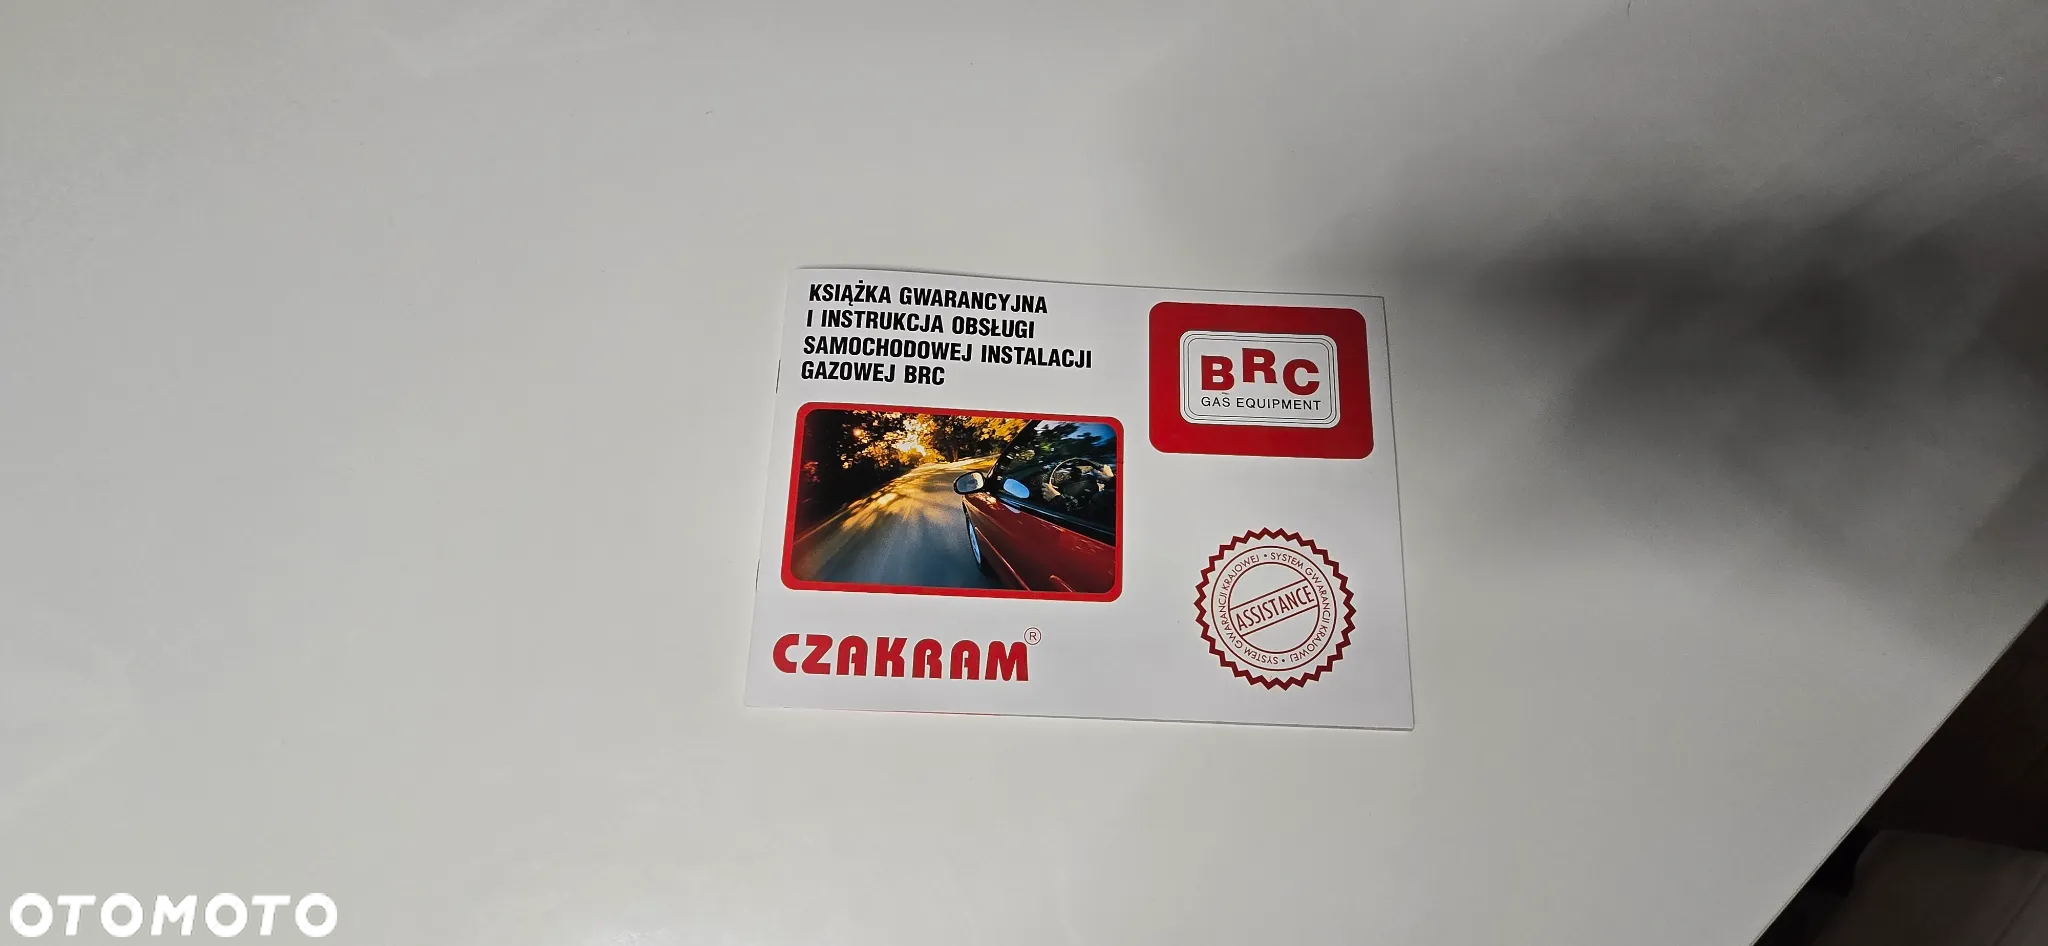 KSIĄŻKA GWARANCYJNA
I INSTRUKCJA OBSŁUGI
SAMOCHODOWEJ INSTALACJI
GAZOWEJ BRC
BRC
GAS EQUIPMENT
SYSTEM GWARANCJI KRAJOWEJ • SYSTEM GWARANCJI KRAJOWEJ •
ASSISTANCE
CZAKRAM®
OTOMOTO